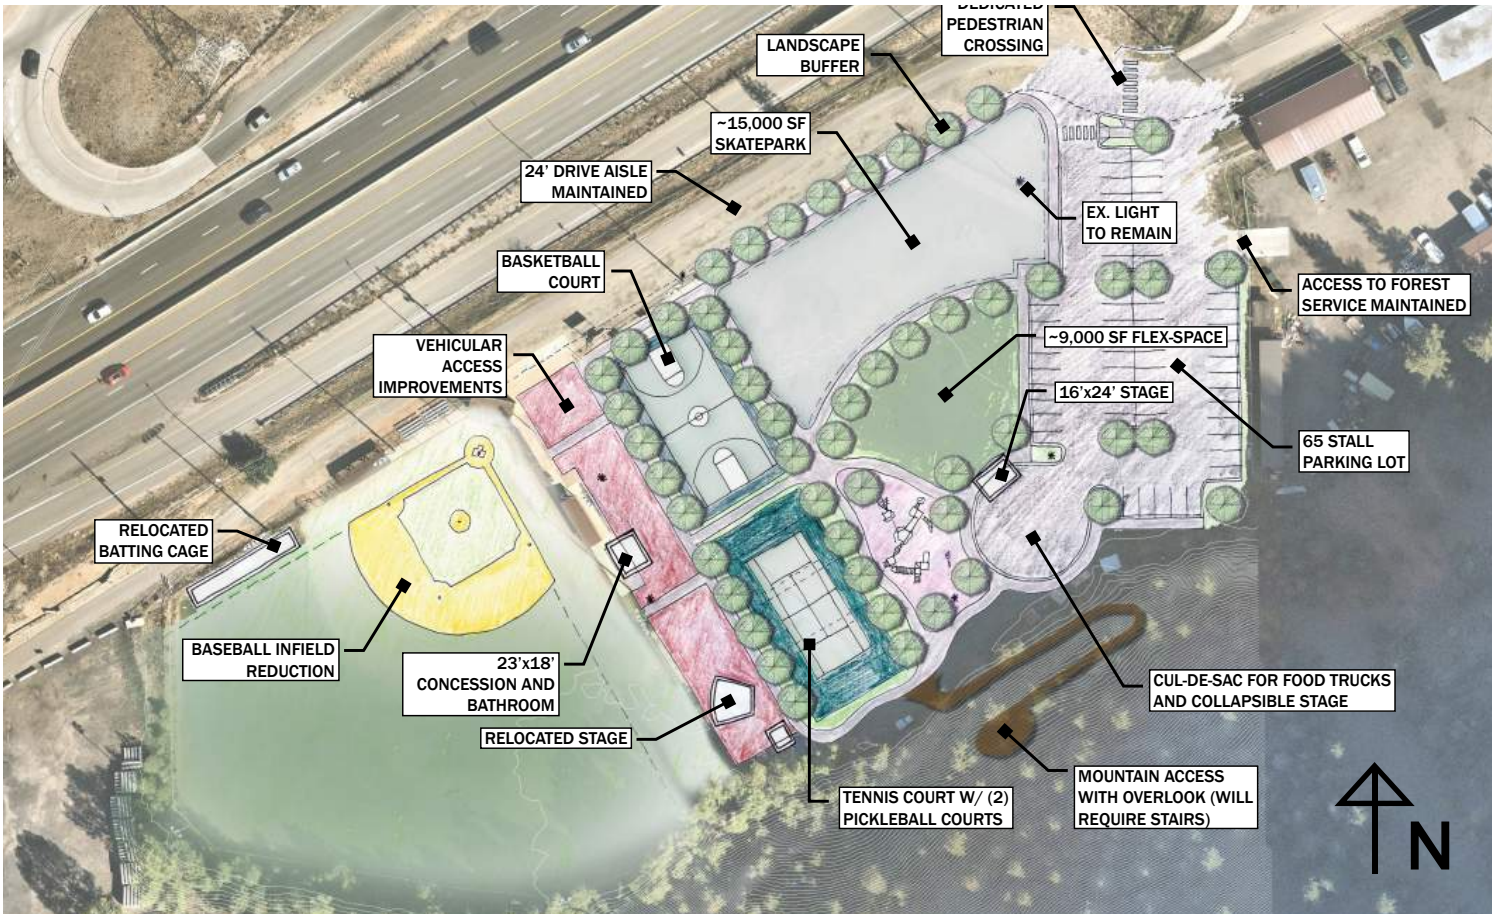 DEDICATED
PEDESTRIAN
CROSSING
LANDSCAPE
BUFFER
~15,000 SF
SKATEPARK
24' DRIVE AISLE
MAINTAINED
EX. LIGHT
TO REMAIN
BASKETBALL
COURT
ACCESS TO FOREST
SERVICE MAINTAINED
VEHICULAR
ACCESS
IMPROVEMENTS
~9,000 SF FLEX-SPACE
16'x24' STAGE
65 STALL
PARKING LOT
RELOCATED
BATTING CAGE
BASEBALL INFIELD
REDUCTION
23'x18'
CONCESSION AND
BATHROOM
RELOCATED STAGE
CUL-DE-SAC FOR FOOD TRUCKS
AND COLLAPSIBLE STAGE
TENNIS COURT W/ (2)
PICKLEBALL COURTS
MOUNTAIN ACCESS
WITH OVERLOOK (WILL
REQUIRE STAIRS)
N